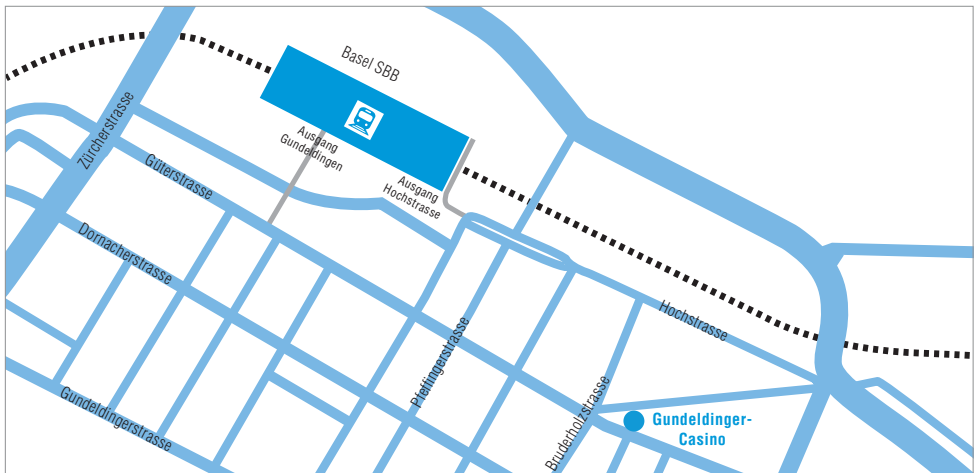 Basel SBB
Zürcherstrasse
Ausgang
Gundeldingen
Güterstrasse
Ausgang
Hochstrasse
Dornacherstrasse
Hochstrasse
Pfeffingerstrasse
Gundeldingerstrasse
Bruderholzstrasse
Gundeldinger-
Casino